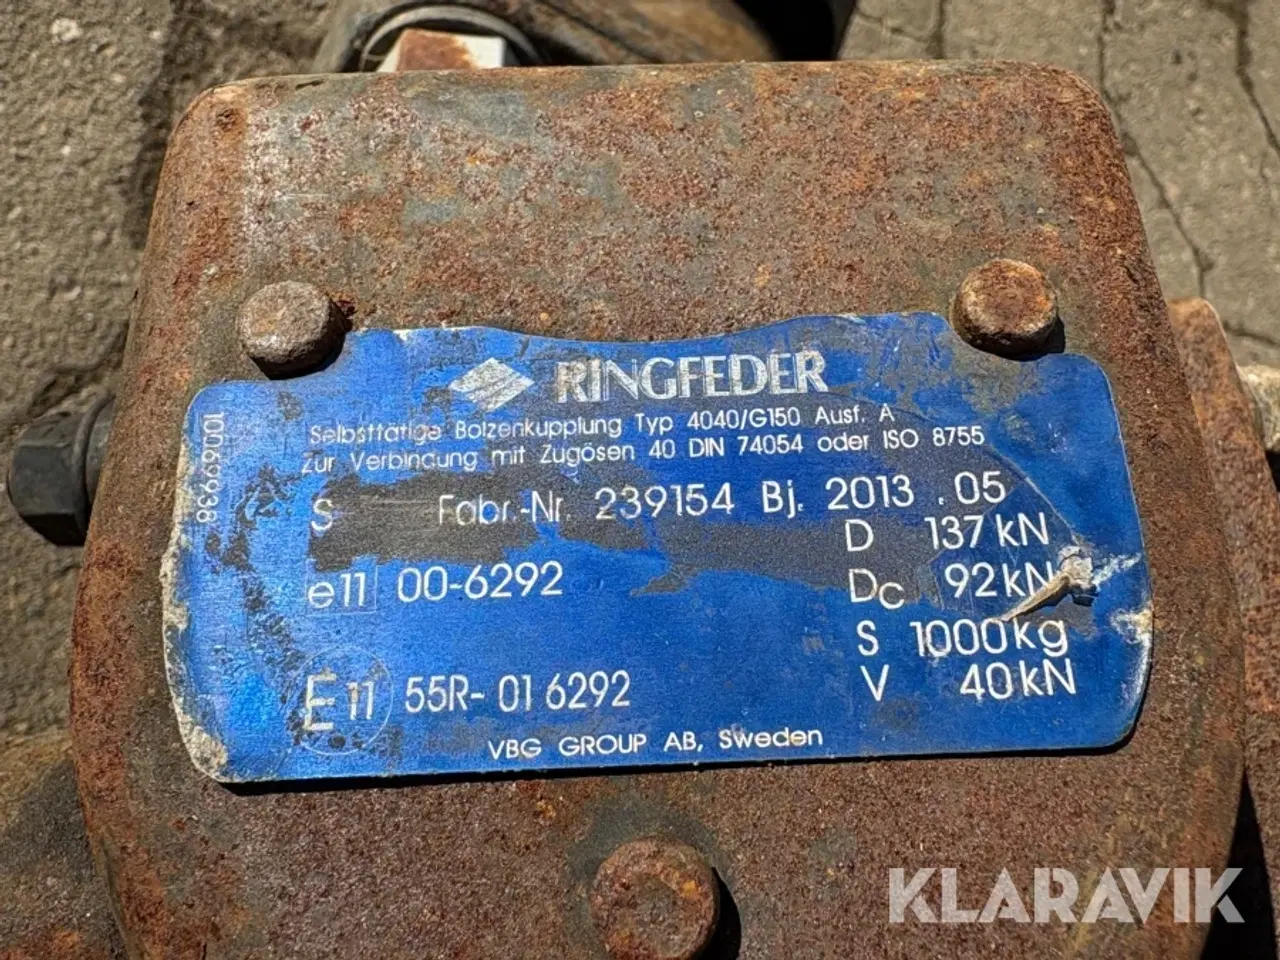 RINGFEDER
Selbsttätige Bolzenkupplung Typ 4040/G150 Ausf. A
Zur Verbindung mit Zugösen 40 DIN 74054 oder ISO 8755
S Fabr.-Nr. 239154 Bj. 2013 .05
D 137 kN
e11 00-6292 Dc 92 kN
S 1000kg
E11 55R- 01 6292 V 40 kN
VBG GROUP AB, Sweden
10069938
KLARAVIK